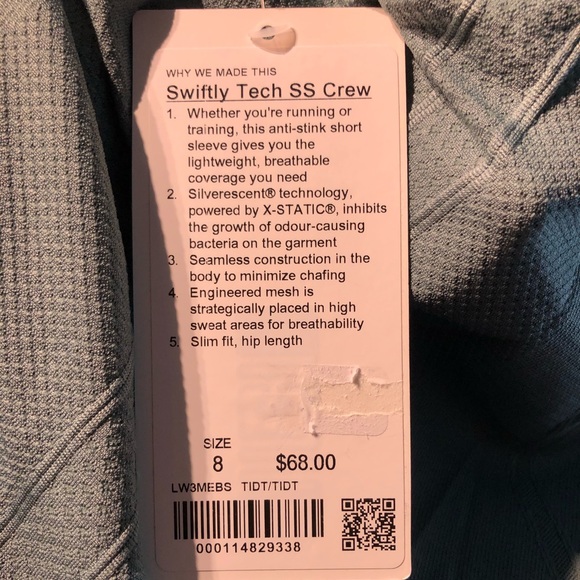 WHY WE MADE THIS
Swiftly Tech SS Crew
1. Whether you're running or
training, this anti-stink short
sleeve gives you the
lightweight, breathable
coverage you need
2. Silverescent® technology,
powered by X-STATIC®, inhibits
the growth of odour-causing
bacteria on the garment
3. Seamless construction in the
body to minimize chafing
4. Engineered mesh is
strategically placed in high
sweat areas for breathability
5. Slim fit, hip length
SIZE
8 $68.00
LW3MEBS TIDT/TIDT
000114829338